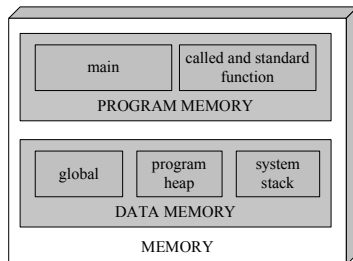 main
called and standard
function
PROGRAM MEMORY
global
program
heap
system
stack
DATA MEMORY
MEMORY